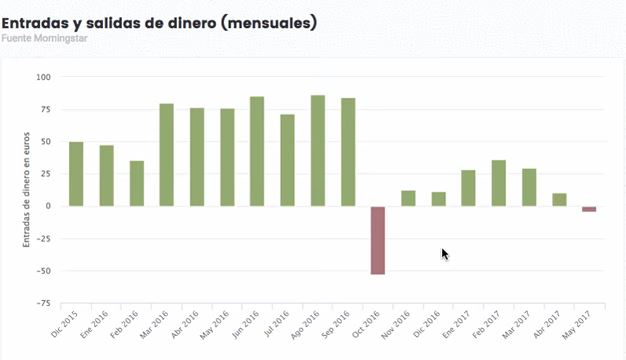 Entradas y salidas de dinero (mensuales)
Fuente Morningstar
Entradas de dinero en euros
100
75
50
25
0
−25
−50
−75
Dic 2015
Ene 2016
Feb 2016
Mar 2016
Abr 2016
May 2016
Jun 2016
Jul 2016
Ago 2016
Sep 2016
Oct 2016
Nov 2016
Dic 2016
Ene 2017
Feb 2017
Mar 2017
Abr 2017
May 2017